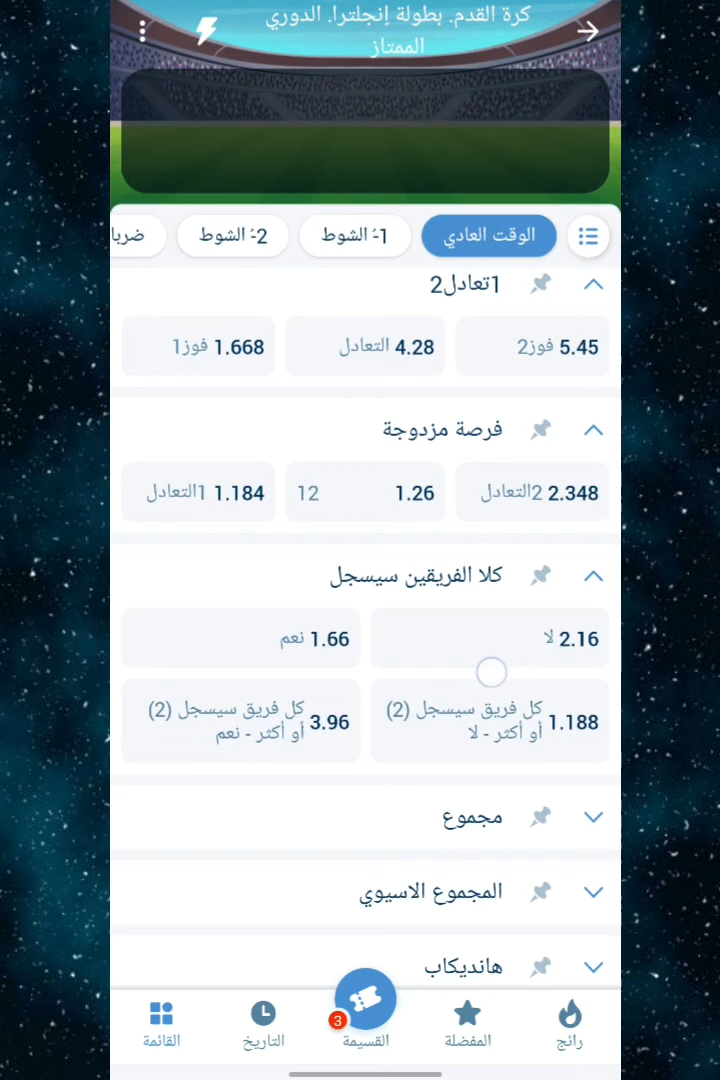 كرة القدم. بطولة إنجلترا. الدوري
الممتاز
الوقت العادي
1-ُ الشوط
2-ُ الشوط
ضربا
1تعادل2
5.45 فوز2
4.28 التعادل
1.668 فوز1
فرصة مزدوجة
2.348 2التعادل
1.26 12
1.184 1التعادل
كلا الفريقين سيسجل
2.16 لا
1.66 نعم
1.188 كل فريق سيسجل (2)
أو أكثر - لا
3.96 كل فريق سيسجل (2)
أو أكثر - نعم
مجموع
المجموع الاسيوي
هانديكاب
رائج
المفضلة
3
القسيمة
التاريخ
القائمة